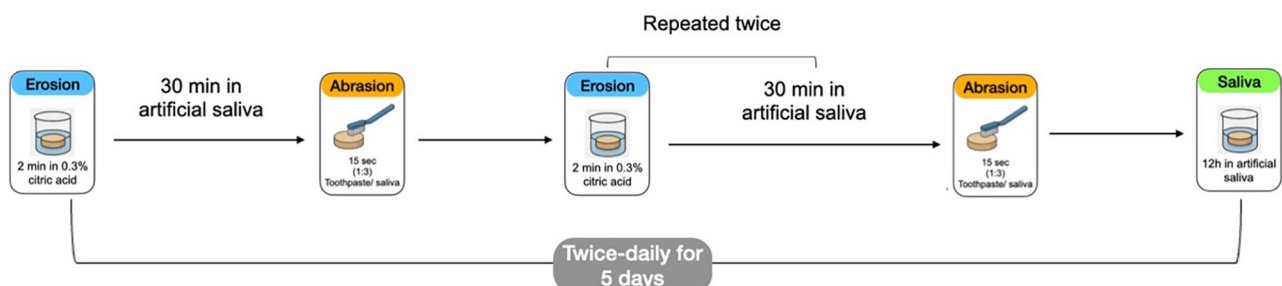 Repeated twice
Erosion
2 min in 0.3%
citric acid
30 min in
artificial saliva
Abrasion
15 sec
(1:3)
Toothpaste/ saliva
Erosion
2 min in 0.3%
citric acid
30 min in
artificial saliva
Abrasion
15 sec
(1:3)
Toothpaste/ saliva
Saliva
12h in artificial
saliva
Twice-daily for
5 days